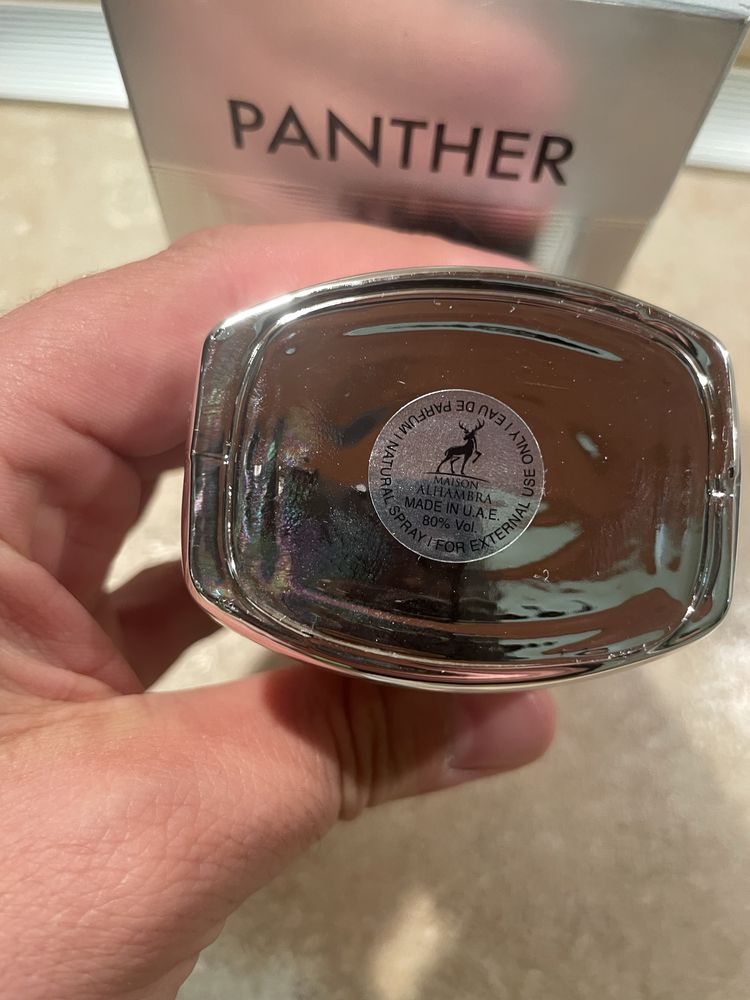 PANTHER
MAISON
ALHAMBRA
MADE IN U.A.E.
80% Vol.
NATURAL SPRAY | FOR EXTERNAL USE ONLY | EAU DE PARFUM |